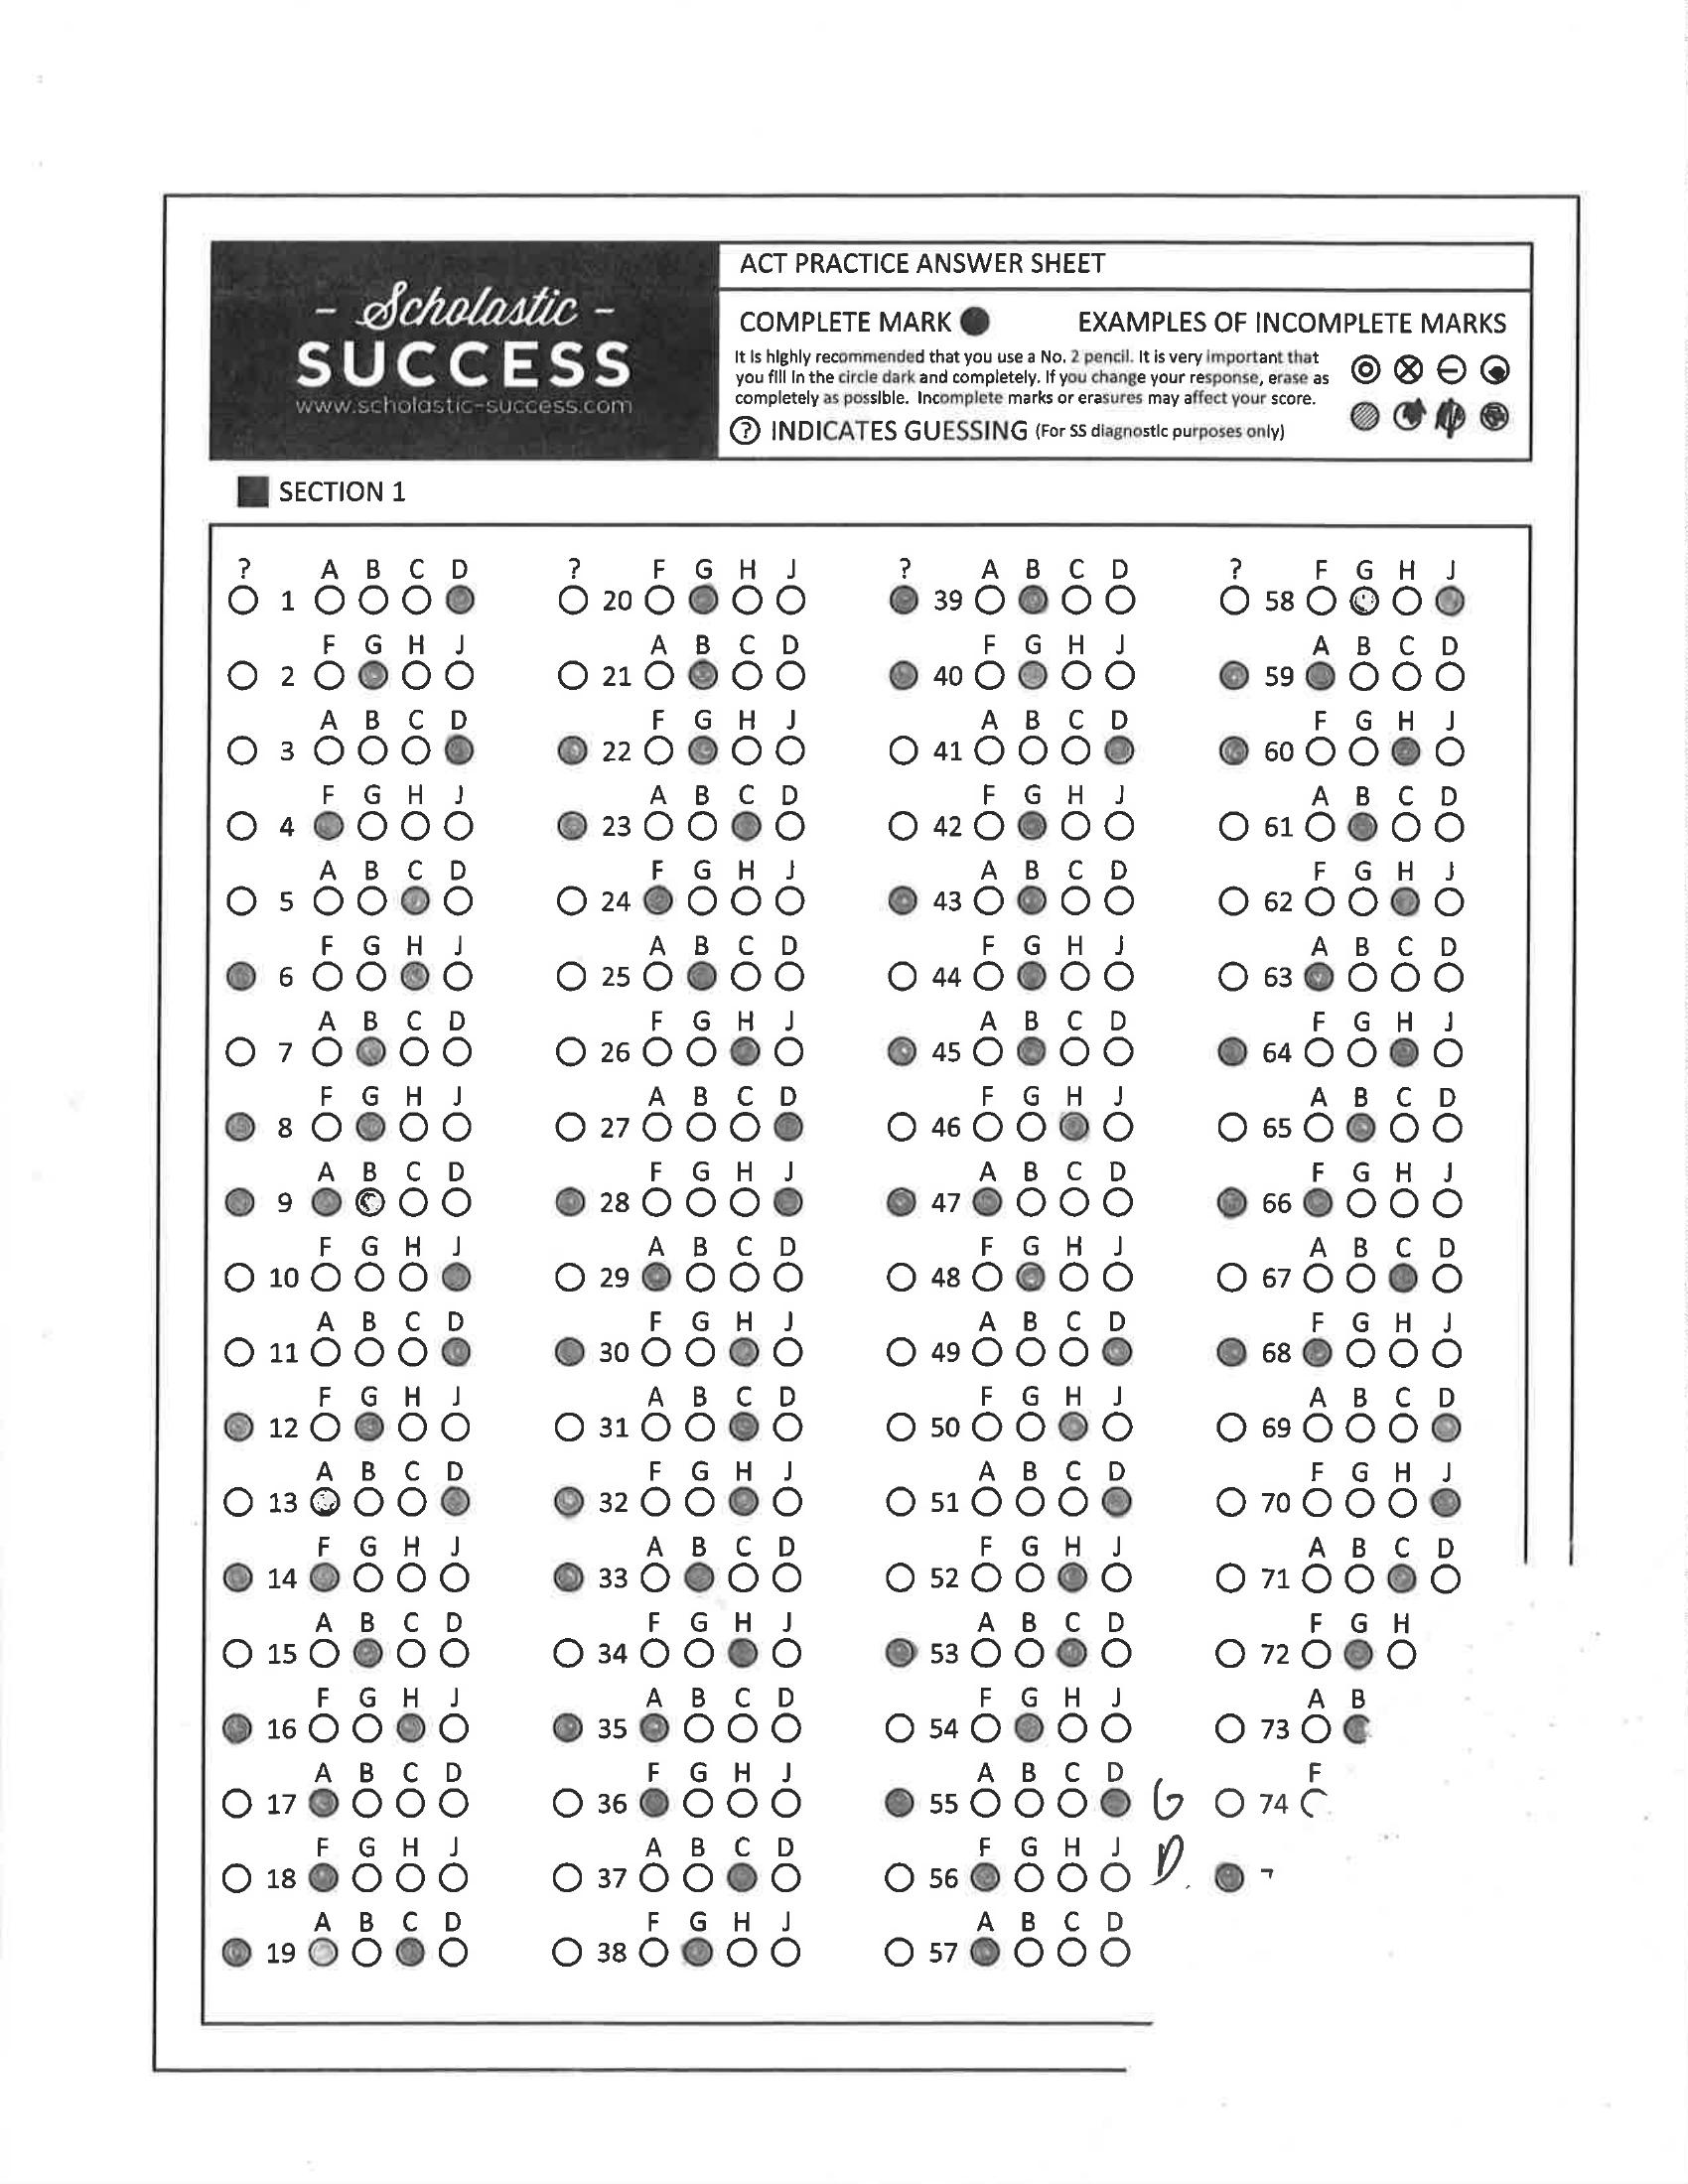 - Scholastic -
SUCCESS
www.scholastic-success.com
ACT PRACTICE ANSWER SHEET
COMPLETE MARK EXAMPLES OF INCOMPLETE MARKS
It is highly recommended that you use a No. 2 pencil. It is very important that
you fill in the circle dark and completely. If you change your response, erase as
completely as possible. Incomplete marks or erasures may affect your score.
? INDICATES GUESSING (For SS diagnostic purposes only)
SECTION 1
? A B C D
1
F G H J
2
A B C D
3
F G H J
4
A B C D
5
F G H J
6
A B C D
7
F G H J
8
A B C D
9
F G H J
10
A B C D
11
F G H J
12
A B C D
13
F G H J
14
A B C D
15
F G H J
16
A B C D
17
F G H J
18
A B C D
19
? F G H J
20
A B C D
21
F G H J
22
A B C D
23
F G H J
24
A B C D
25
F G H J
26
A B C D
27
F G H J
28
A B C D
29
F G H J
30
A B C D
31
F G H J
32
A B C D
33
F G H J
34
A B C D
35
F G H J
36
A B C D
37
F G H J
38
? A B C D
39
F G H J
40
A B C D
41
F G H J
42
A B C D
43
F G H J
44
A B C D
45
F G H J
46
A B C D
47
F G H J
48
A B C D
49
F G H J
50
A B C D
51
F G H J
52
A B C D
53
F G H J
54
A B C D
55
F G H J
56
A B C D
57
? F G H J
58
A B C D
59
F G H J
60
A B C D
61
F G H J
62
A B C D
63
F G H J
64
A B C D
65
F G H J
66
A B C D
67
F G H J
68
A B C D
69
F G H J
70
A B C D
71
F G H
72
A B
73
F
G 74
D.